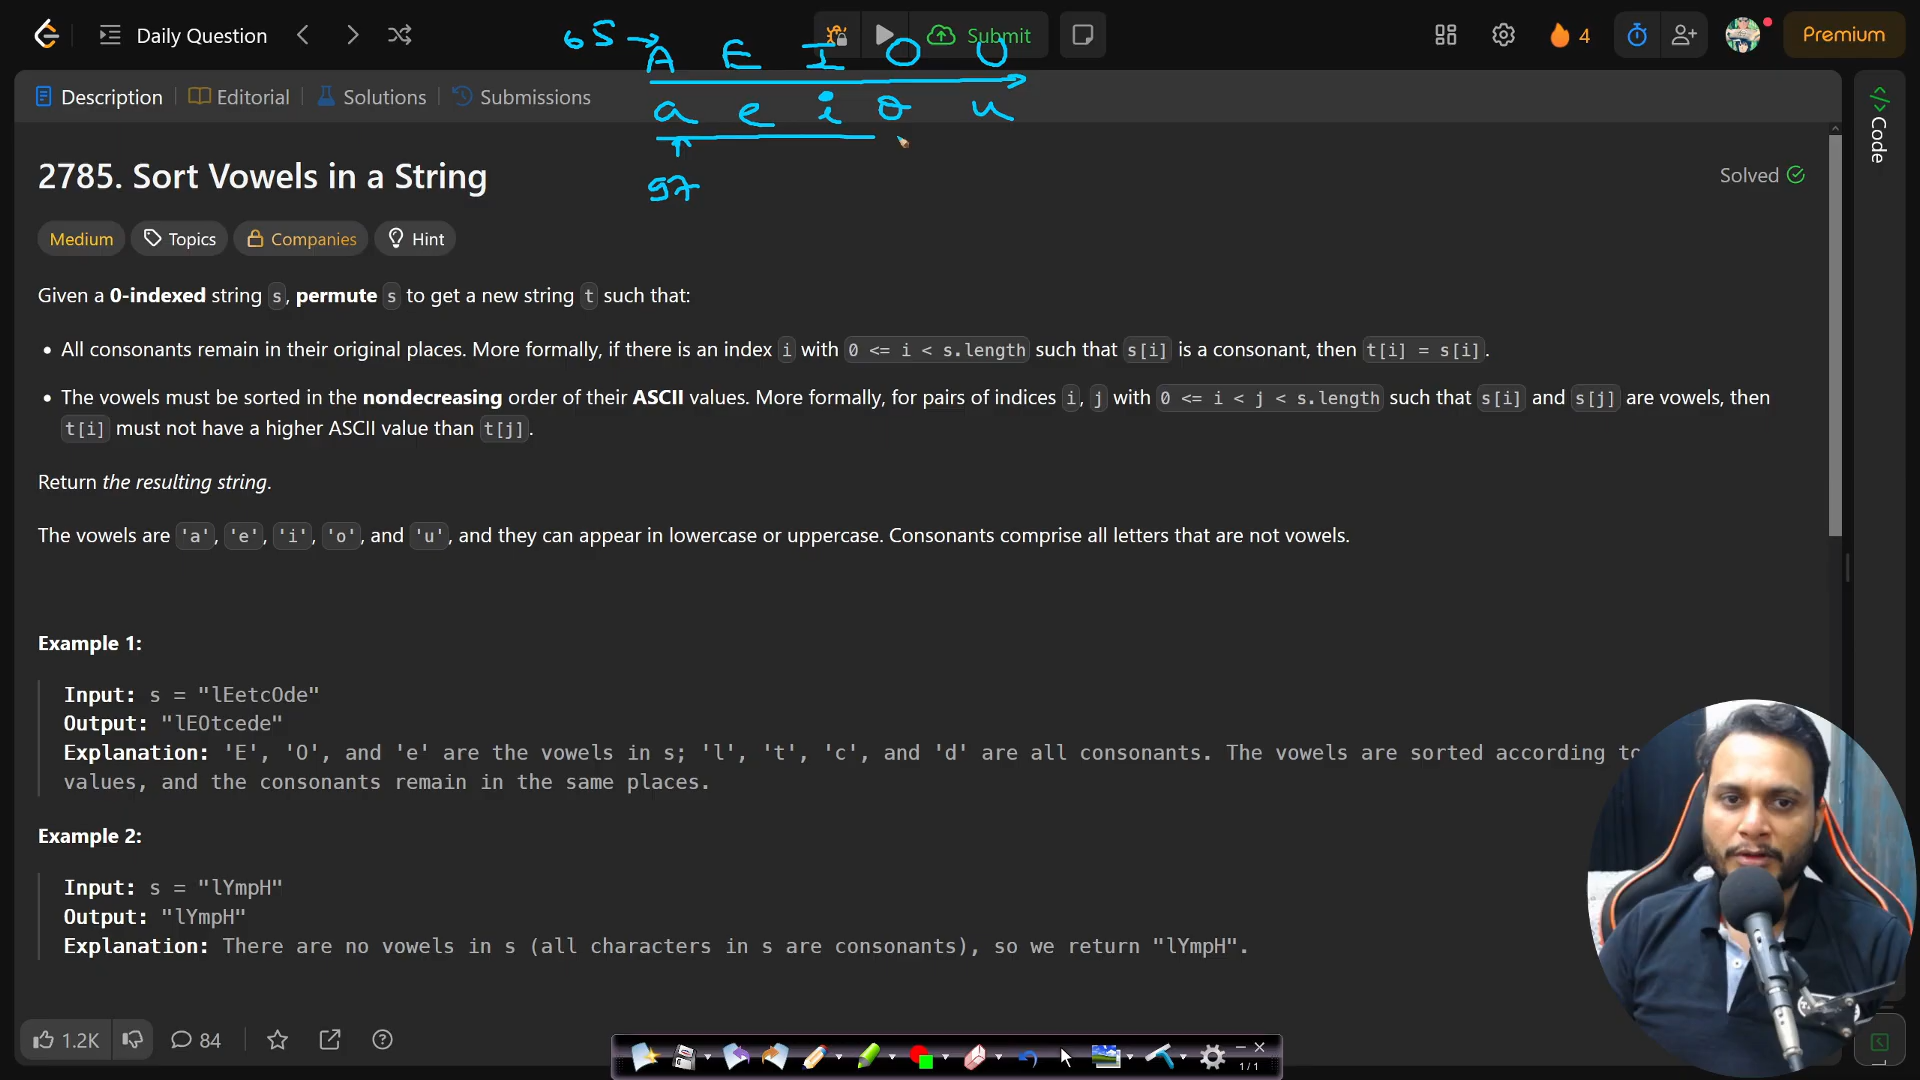 Daily Question
65 → A E I O U
Submit
4
Premium
Description | Editorial | Solutions | Submissions
a e i o u
Code
97
2785. Sort Vowels in a String
Solved
Medium Topics Companies Hint
Given a 0-indexed string s, permute s to get a new string t such that:
• All consonants remain in their original places. More formally, if there is an index i with 0 <= i < s.length such that s[i] is a consonant, then t[i] = s[i].
• The vowels must be sorted in the nondecreasing order of their ASCII values. More formally, for pairs of indices i, j with 0 <= i < j < s.length such that s[i] and s[j] are vowels, then
t[i] must not have a higher ASCII value than t[j].
Return the resulting string.
The vowels are 'a', 'e', 'i', 'o', and 'u', and they can appear in lowercase or uppercase. Consonants comprise all letters that are not vowels.
Example 1:
Input: s = "lEetcOde"
Output: "lEOtcede"
Explanation: 'E', 'O', and 'e' are the vowels in s; 'l', 't', 'c', and 'd' are all consonants. The vowels are sorted according to
values, and the consonants remain in the same places.
Example 2:
Input: s = "lYmpH"
Output: "lYmpH"
Explanation: There are no vowels in s (all characters in s are consonants), so we return "lYmpH".
1.2K 84
1/1